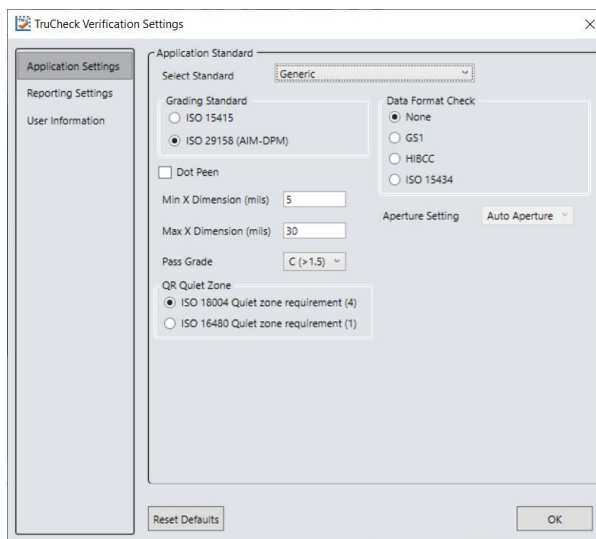 TruCheck Verification Settings
Application Settings
Reporting Settings
User Information
Application Standard
Select Standard
Generic
Grading Standard
ISO 15415
ISO 29158 (AIM-DPM)
Data Format Check
None
GS1
HIBCC
ISO 15434
Dot Peen
Min X Dimension (mils)
5
Max X Dimension (mils)
30
Aperture Setting
Auto Aperture
Pass Grade
C (>1.5)
QR Quiet Zone
ISO 18004 Quiet zone requirement (4)
ISO 16480 Quiet zone requirement (1)
Reset Defaults
OK